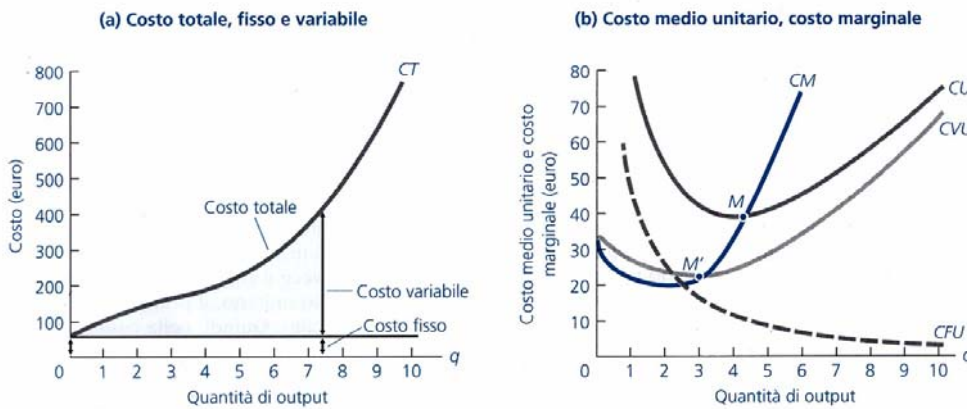 (a) Costo totale, fisso e variabile
Costo (euro)
800
700
600
500
400
300
200
100
0
CT
Costo totale
Costo variabile
Costo fisso
0 1 2 3 4 5 6 7 8 9 10
q
Quantità di output
(b) Costo medio unitario, costo marginale
Costo medio unitario e costo
marginale (euro)
80
70
60
50
40
30
20
10
0
CM
CU
CVU
M
M'
CFU
1 2 3 4 5 6 7 8 9 10
q
Quantità di output